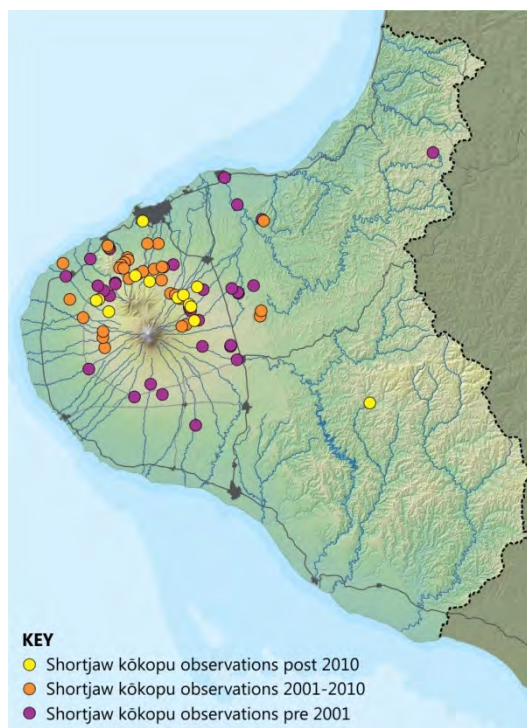 KEY
Shortjaw kōkopu observations post 2010
Shortjaw kōkopu observations 2001-2010
Shortjaw kōkopu observations pre 2001